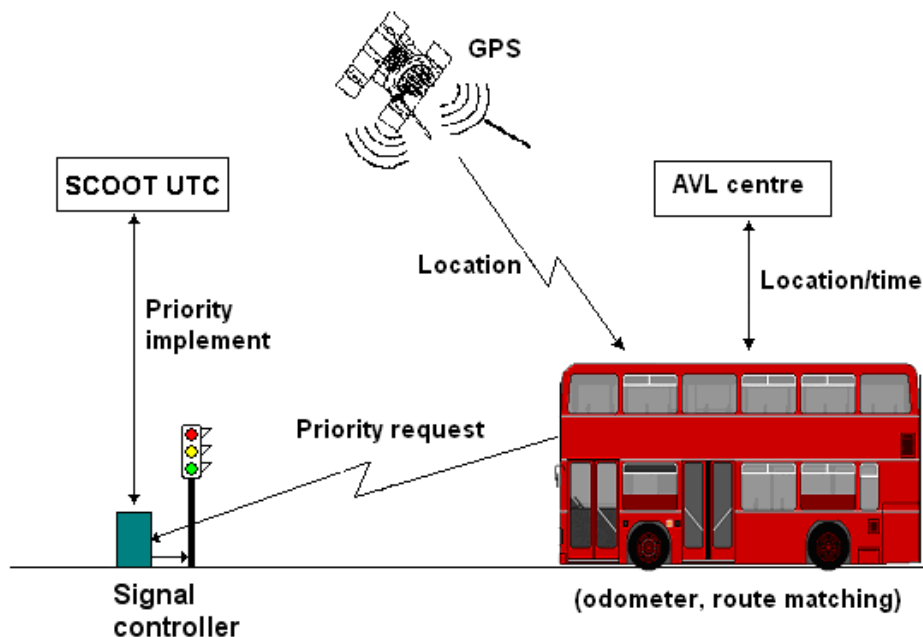 GPS
SCOOT UTC
AVL centre
Location
Location/time
Priority
implement
Priority request
Signal
controller
(odometer, route matching)